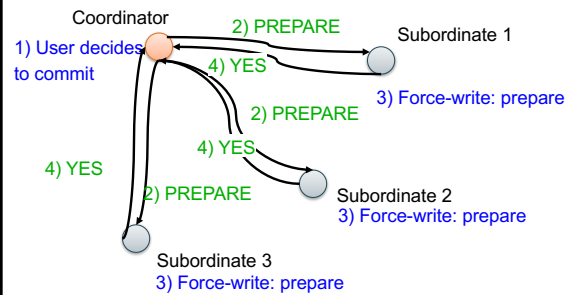 Coordinator
2) PREPARE
Subordinate 1
1) User decides
to commit
4) YES
3) Force-write: prepare
2) PREPARE
4) YES
4) YES
2) PREPARE
Subordinate 2
3) Force-write: prepare
Subordinate 3
3) Force-write: prepare